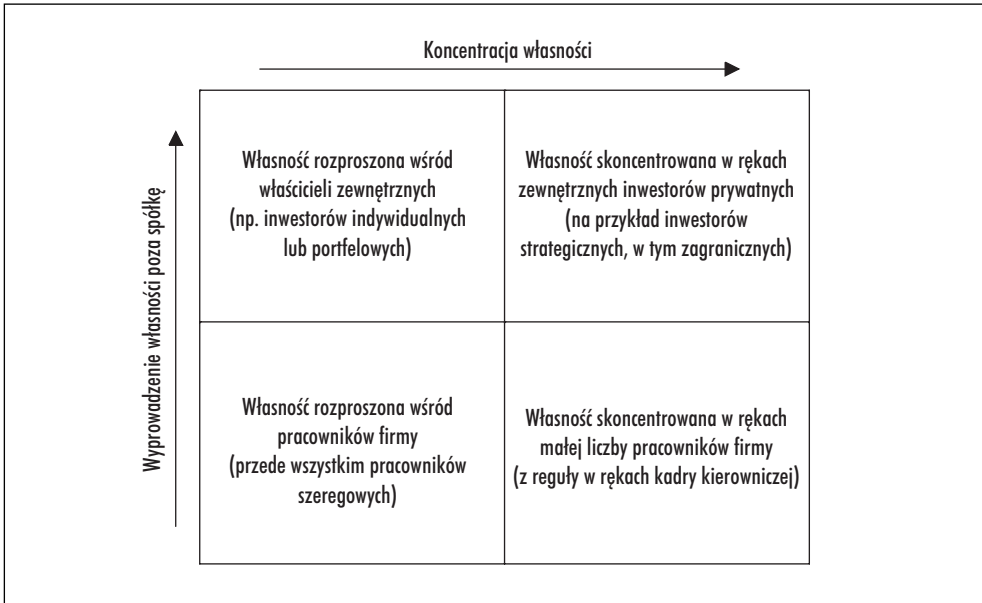 Koncentracja własności
Wyprowadzenie własności poza spółkę
Własność rozproszona wśród
właścicieli zewnętrznych
(np. inwestorów indywidualnych
lub portfelowych)
Własność skoncentrowana w rękach
zewnętrznych inwestorów prywatnych
(na przykład inwestorów
strategicznych, w tym zagranicznych)
Własność rozproszona wśród
pracowników firmy
(przede wszystkim pracowników
szeregowych)
Własność skoncentrowana w rękach
małej liczby pracowników firmy
(z reguły w rękach kadry kierowniczej)